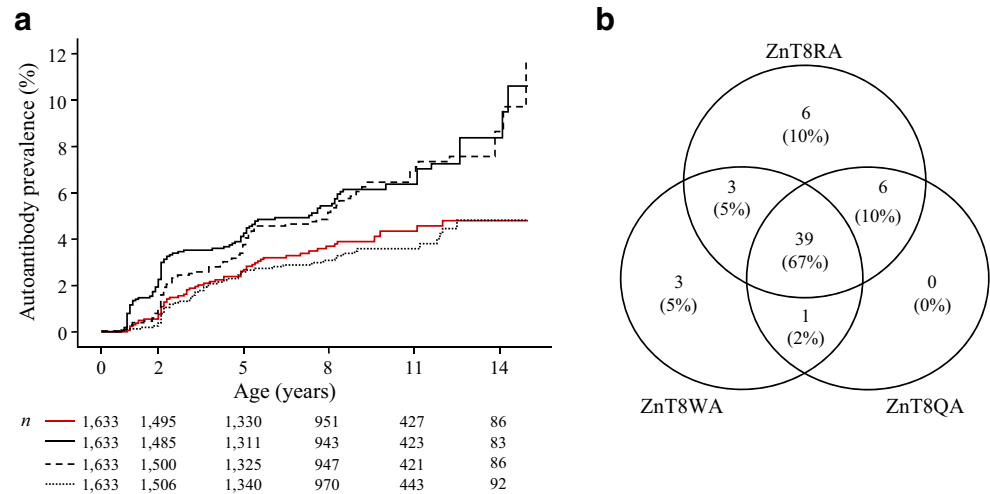 a
Autoantibody prevalence (%)
12
10
8
6
4
2
0
0 2 5 8 11 14
Age (years)
n
1,633 1,495 1,330 951 427 86
1,633 1,485 1,311 943 423 83
1,633 1,500 1,325 947 421 86
1,633 1,506 1,340 970 443 92
b
ZnT8RA
6
(10%)
3
(5%)
6
(10%)
39
(67%)
3
(5%)
0
(0%)
1
(2%)
ZnT8WA
ZnT8QA